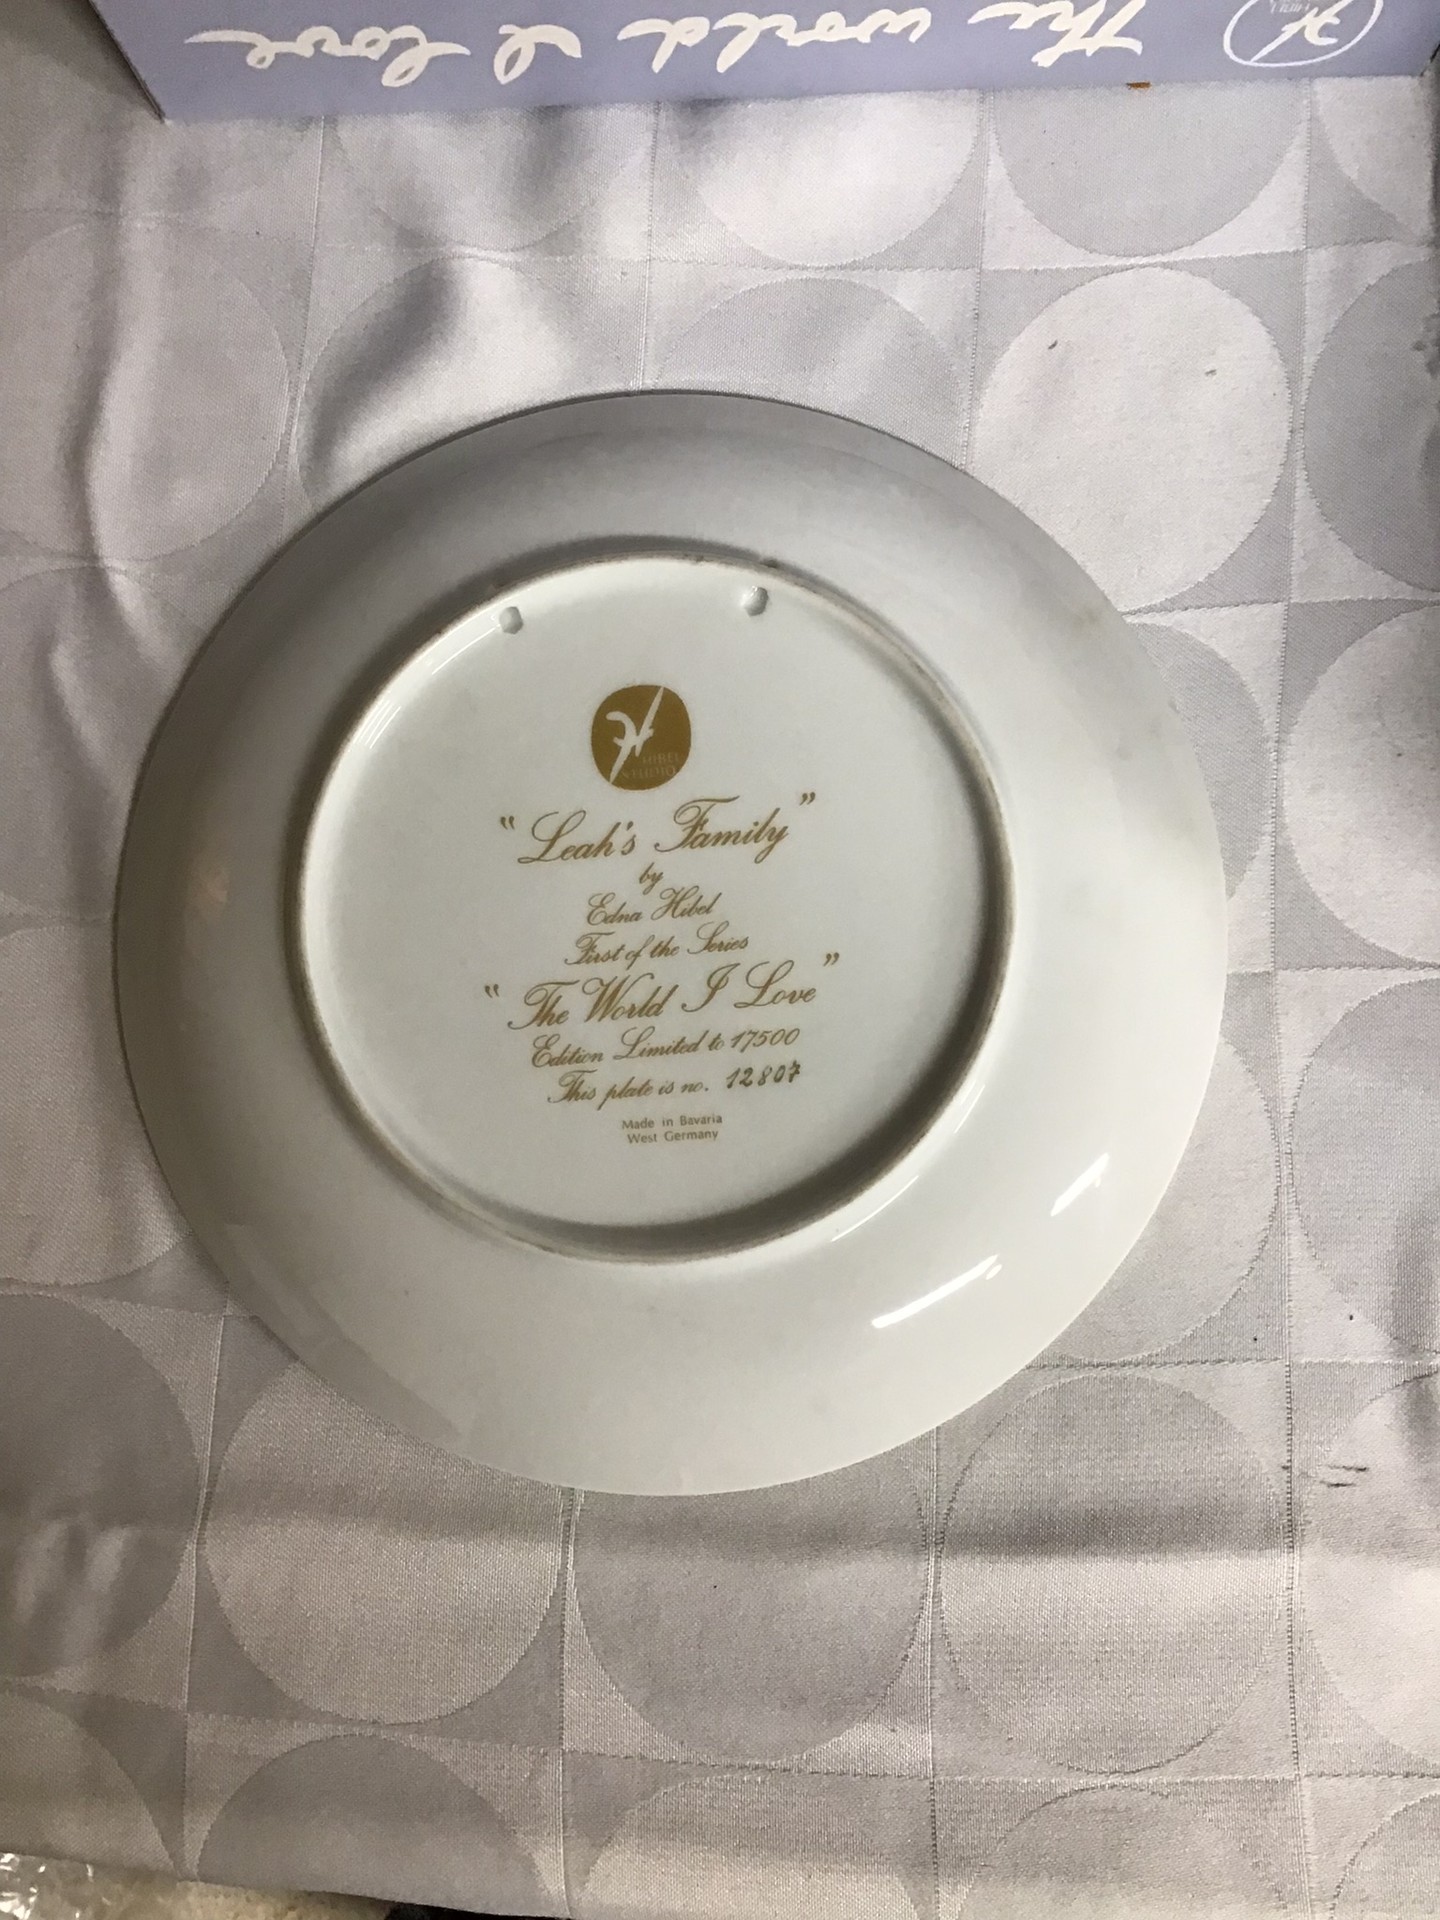 The world I love
HIBEL
STUDIO
"Leah's Family"
by
Edna Hibel
First of the Series
"The World I Love"
Edition Limited to 17500
This plate is no. 12807
Made in Bavaria
West Germany